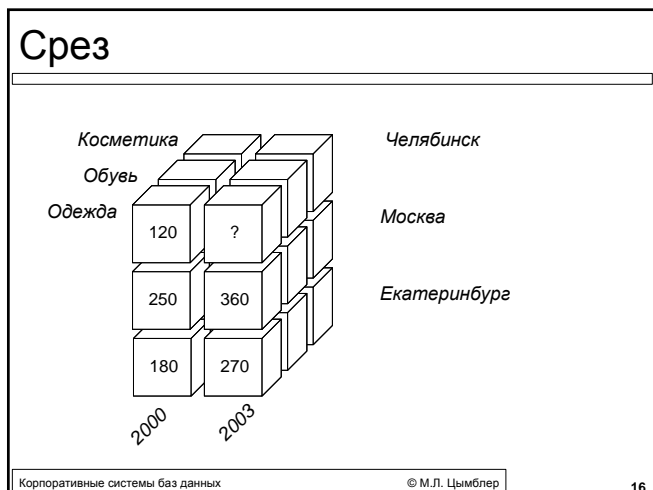 Срез
Косметика
Челябинск
Обувь
Одежда
Москва
120
?
250
360
Екатеринбург
180
270
2000
2003
Корпоративные системы баз данных
© М.Л. Цымблер
16